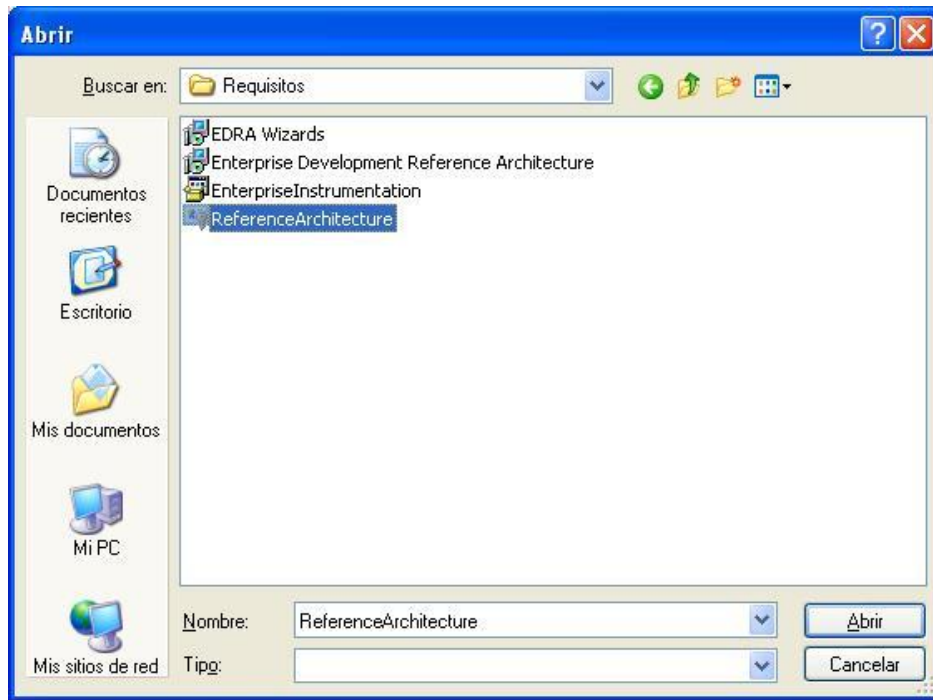 Abrir
Buscar en: Requisitos
EDRA Wizards
Enterprise Development Reference Architecture
EnterpriseInstrumentation
ReferenceArchitecture
Documentos
recientes
Escritorio
Mis documentos
Mi PC
Mis sitios de red
Nombre: ReferenceArchitecture Abrir
Tipo: Cancelar